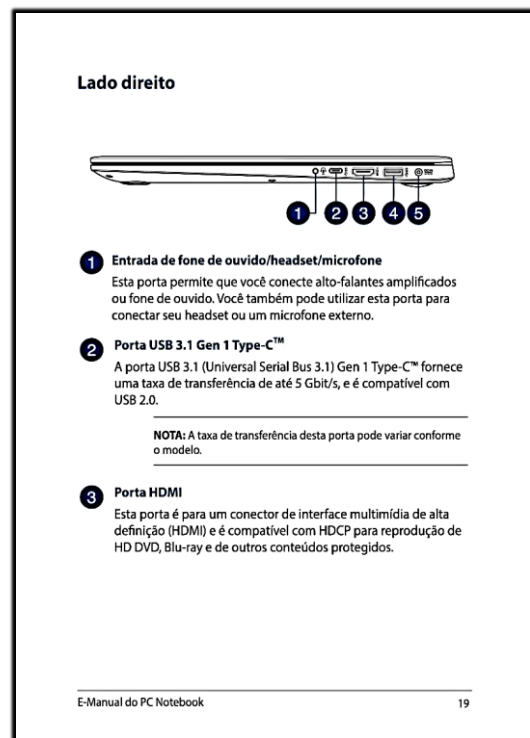 Lado direito
1 2 3 4 5
1 Entrada de fone de ouvido/headset/microfone
Esta porta permite que você conecte alto-falantes amplificados
ou fone de ouvido. Você também pode utilizar esta porta para
conectar seu headset ou um microfone externo.
2 Porta USB 3.1 Gen 1 Type-C™
A porta USB 3.1 (Universal Serial Bus 3.1) Gen 1 Type-C™ fornece
uma taxa de transferência de até 5 Gbit/s, e é compatível com
USB 2.0.
NOTA: A taxa de transferência desta porta pode variar conforme
o modelo.
3 Porta HDMI
Esta porta é para um conector de interface multimídia de alta
definição (HDMI) e é compatível com HDCP para reprodução de
HD DVD, Blu-ray e de outros conteúdos protegidos.
E-Manual do PC Notebook 19